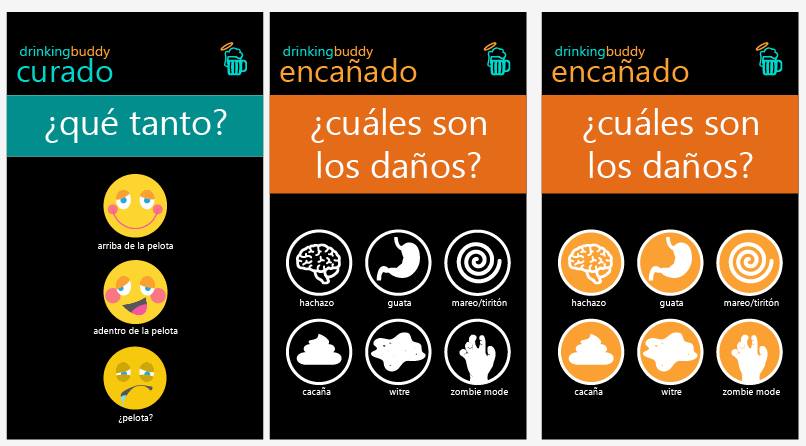 drinkingbuddy
curado
¿qué tanto?
arriba de la pelota
adentro de la pelota
¿pelota?
drinkingbuddy
encañado
¿cuáles son
los daños?
hachazo guata mareo/tiritón
cacaña witre zombie mode
drinkingbuddy
encañado
¿cuáles son
los daños?
hachazo guata mareo/tiritón
cacaña witre zombie mode